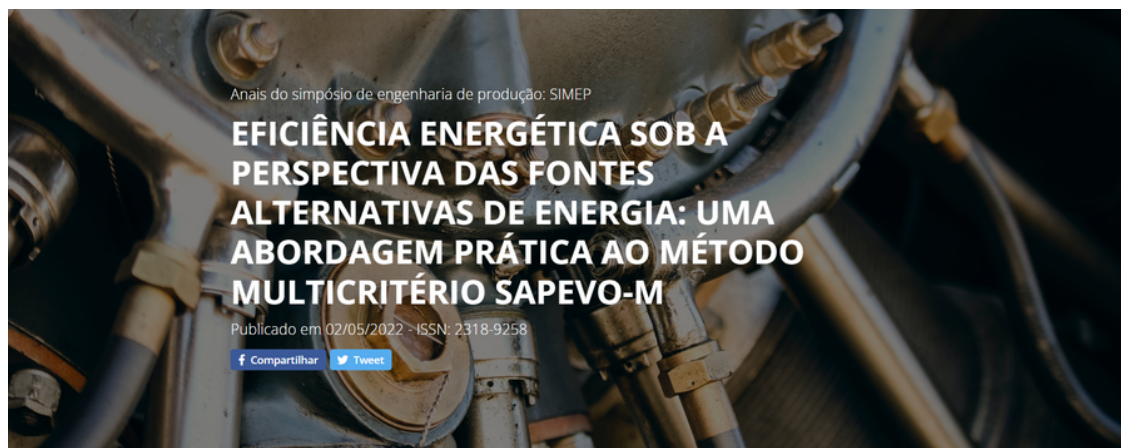 Anais do simpósio de engenharia de produção: SIMEP
EFICIÊNCIA ENERGÉTICA SOB A
PERSPECTIVA DAS FONTES
ALTERNATIVAS DE ENERGIA: UMA
ABORDAGEM PRÁTICA AO MÉTODO
MULTICRITÉRIO SAPEVO-M
Publicado em 02/05/2022 - ISSN: 2318-9258
Compartilhar Tweet